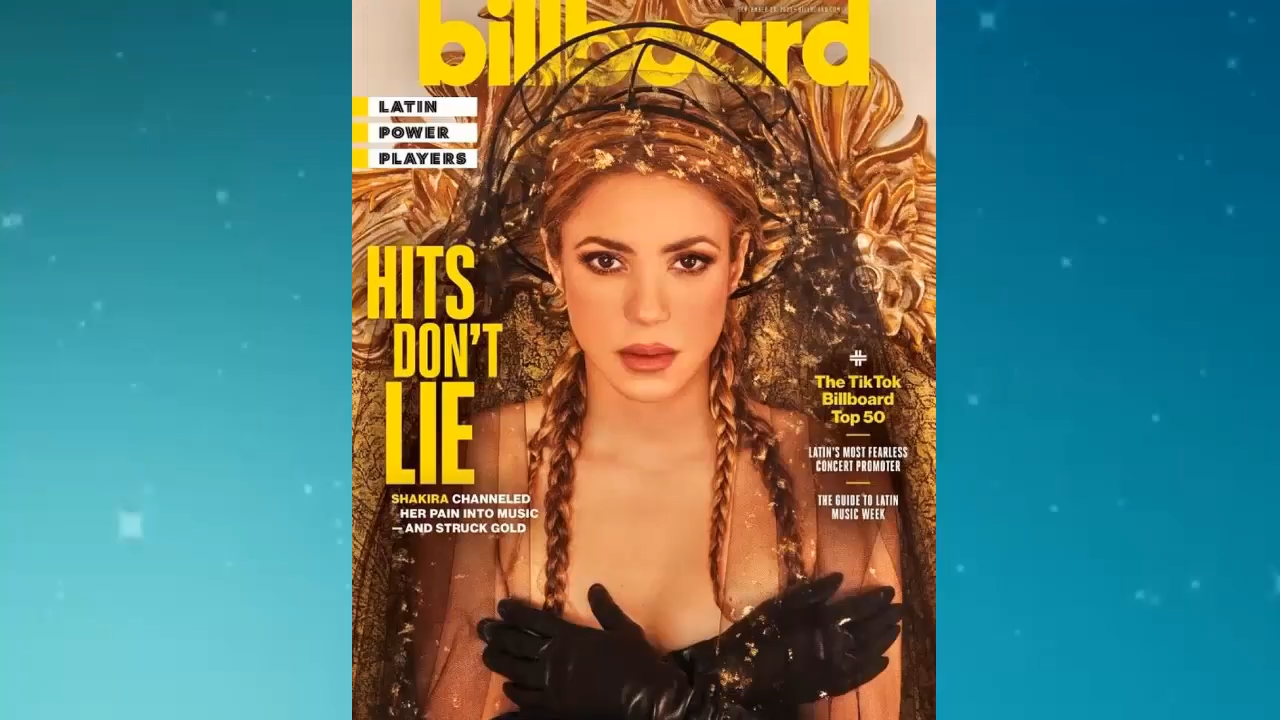 billboard
LATIN
POWER
PLAYERS
HITS
DON'T
LIE
SHAKIRA CHANNELED
HER PAIN INTO MUSIC
—AND STRUCK GOLD
The TikTok
Billboard
Top 50
LATIN'S MOST FEARLESS
CONCERT PROMOTER
THE GUIDE TO LATIN
MUSIC WEEK